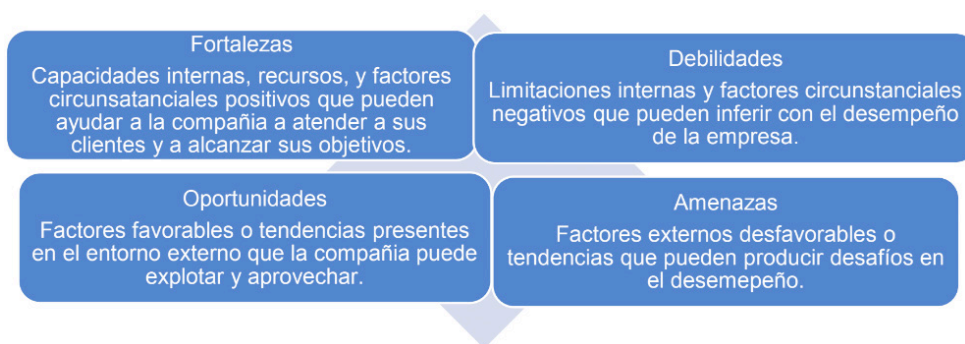 Fortalezas
Capacidades internas, recursos, y factores
circunsatanciales positivos que pueden
ayudar a la compañia a atender a sus
clientes y a alcanzar sus objetivos.
Debilidades
Limitaciones internas y factores circunstanciales
negativos que pueden inferir con el desempeño
de la empresa.
Oportunidades
Factores favorables o tendencias presentes
en el entorno externo que la compañia puede
explotar y aprovechar.
Amenazas
Factores externos desfavorables o
tendencias que pueden producir desafíos en
el desemepeño.